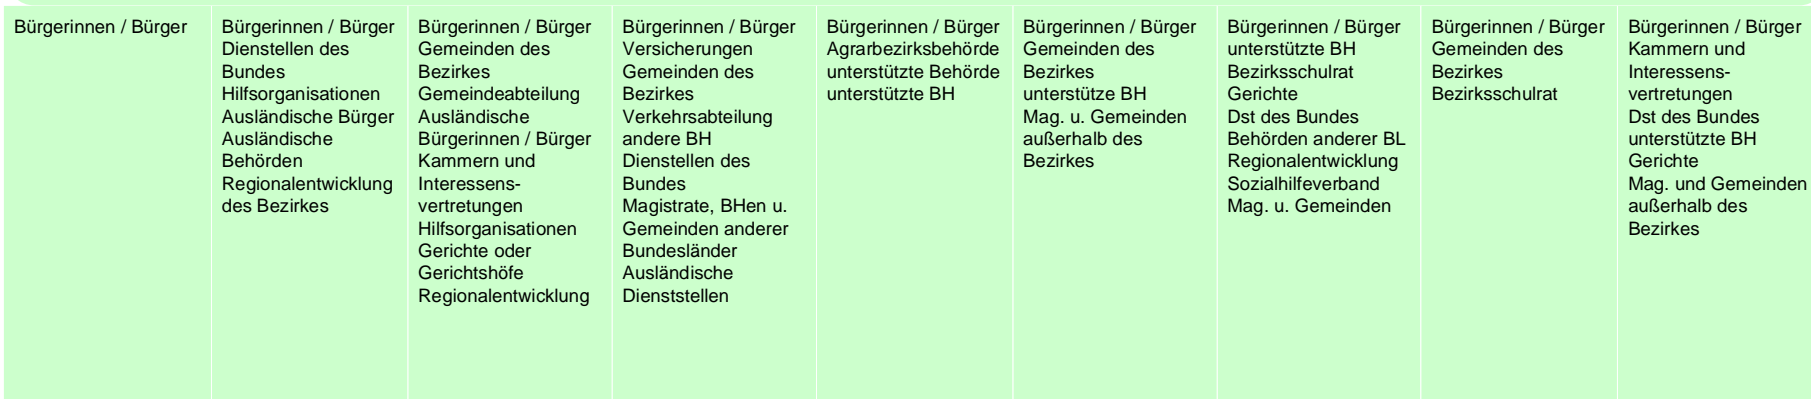 Bürgerinnen / Bürger
Bürgerinnen / Bürger
Dienstellen des
Bundes
Hilfsorganisationen
Ausländische Bürger
Ausländische
Behörden
Regionalentwicklung
des Bezirkes
Bürgerinnen / Bürger
Gemeinden des
Bezirkes
Gemeindeabteilung
Ausländische
Bürgerinnen / Bürger
Kammern und
Interessens-
vertretungen
Hilfsorganisationen
Gerichte oder
Gerichtshöfe
Regionalentwicklung
Bürgerinnen / Bürger
Versicherungen
Gemeinden des
Bezirkes
Verkehrsabteilung
andere BH
Dienstellen des
Bundes
Magistrate, BHen u.
Gemeinden anderer
Bundesländer
Ausländische
Dienststellen
Bürgerinnen / Bürger
Agrarbezirksbehörde
unterstützte Behörde
unterstützte BH
Bürgerinnen / Bürger
Gemeinden des
Bezirkes
unterstütze BH
Mag. u. Gemeinden
außerhalb des
Bezirkes
Bürgerinnen / Bürger
unterstützte BH
Bezirksschulrat
Gerichte
Dst des Bundes
Behörden anderer BL
Regionalentwicklung
Sozialhilfeverband
Mag. u. Gemeinden
Bürgerinnen / Bürger
Gemeinden des
Bezirkes
Bezirksschulrat
Bürgerinnen / Bürger
Kammern und
Interessens-
vertretungen
Dst des Bundes
unterstützte BH
Gerichte
Mag. und Gemeinden
außerhalb des
Bezirkes